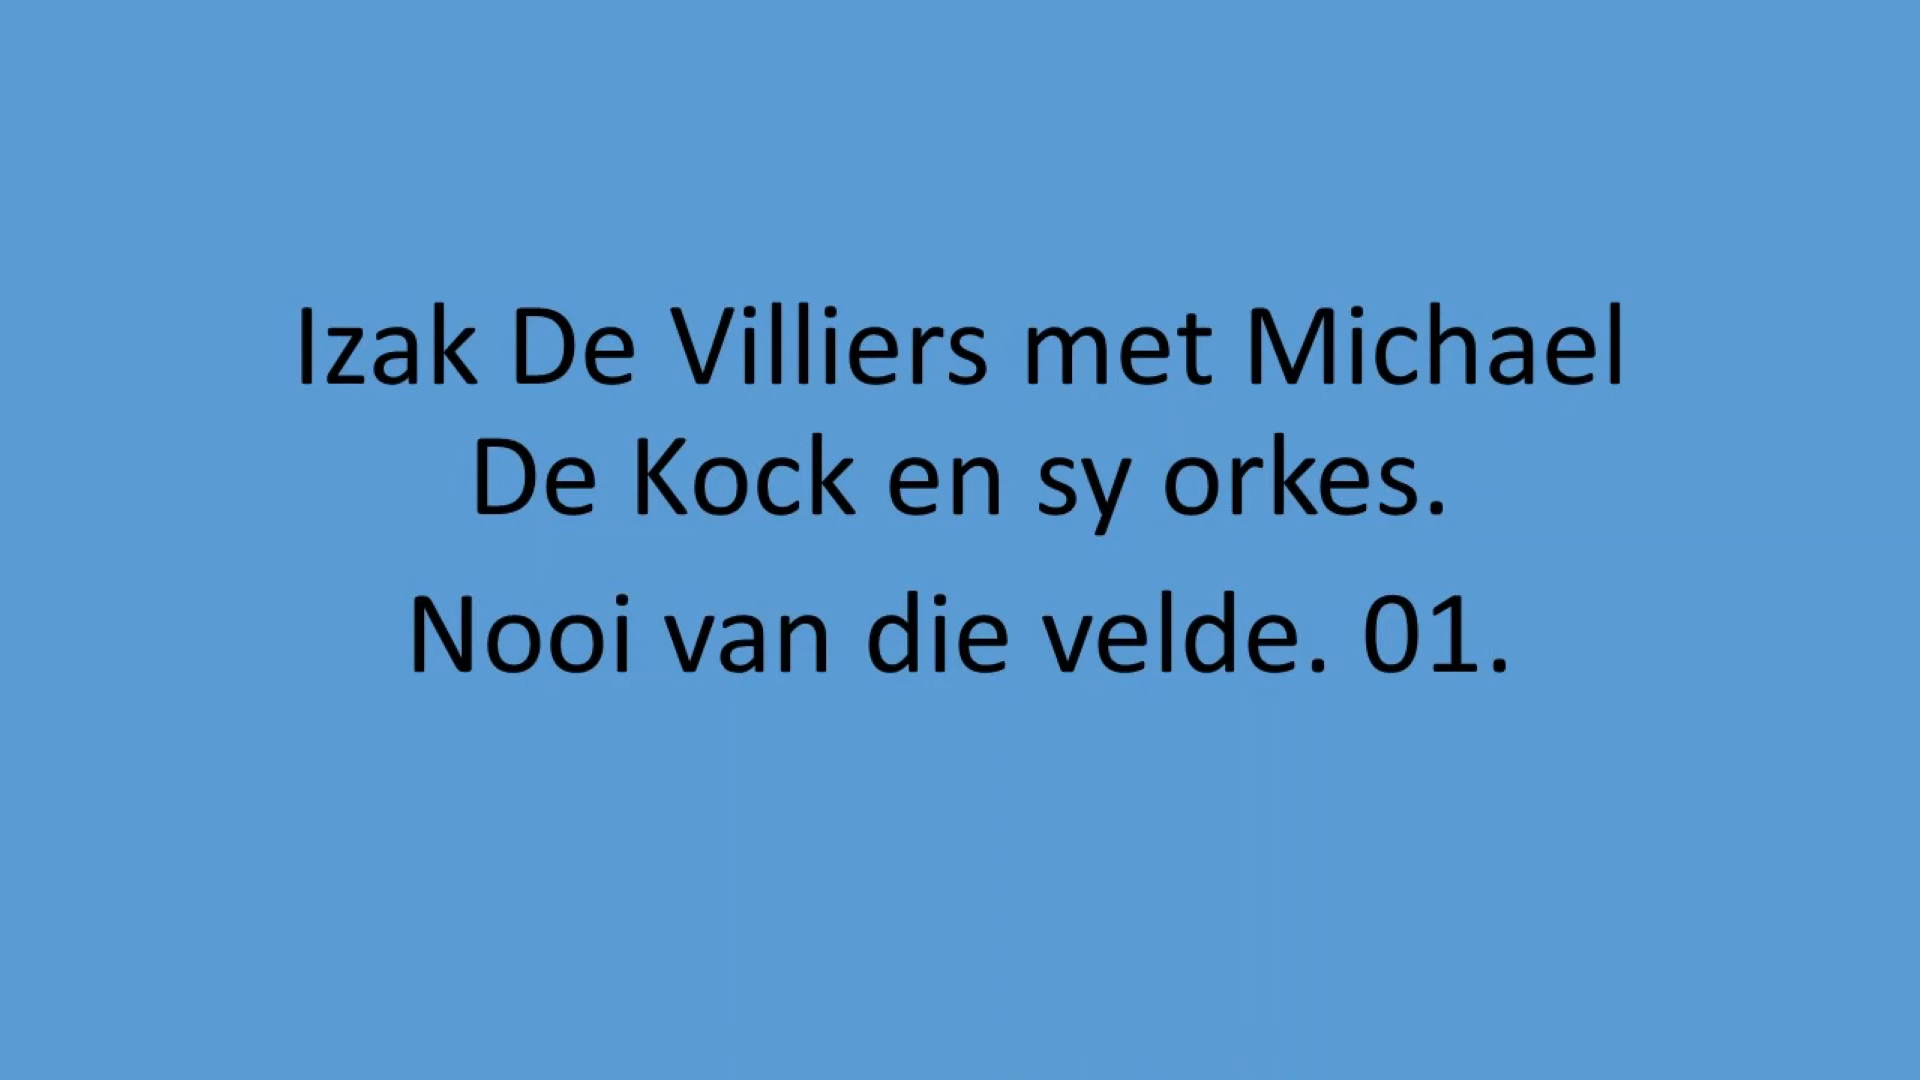 Izak De Villiers met Michael
De Kock en sy orkes.
Nooi van die velde. 01.